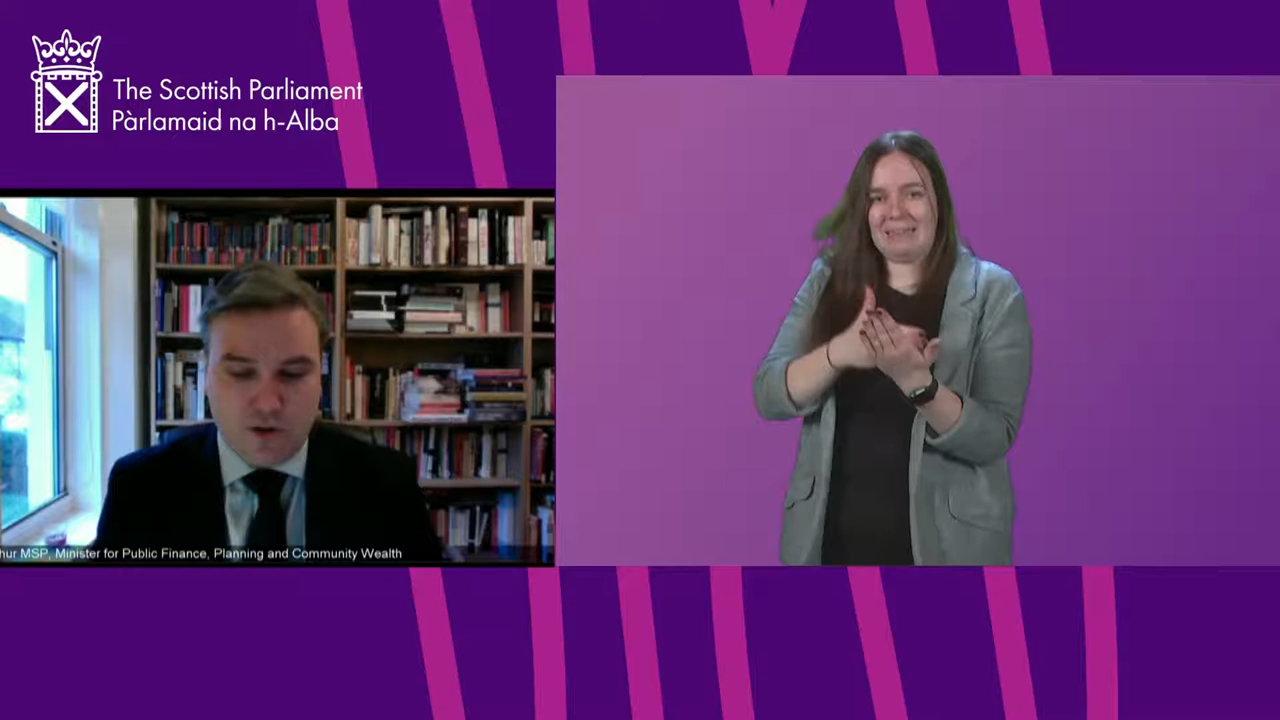 The Scottish Parliament
Pàrlamaid na h-Alba
hur MSP, Minister for Public Finance, Planning and Community Wealth